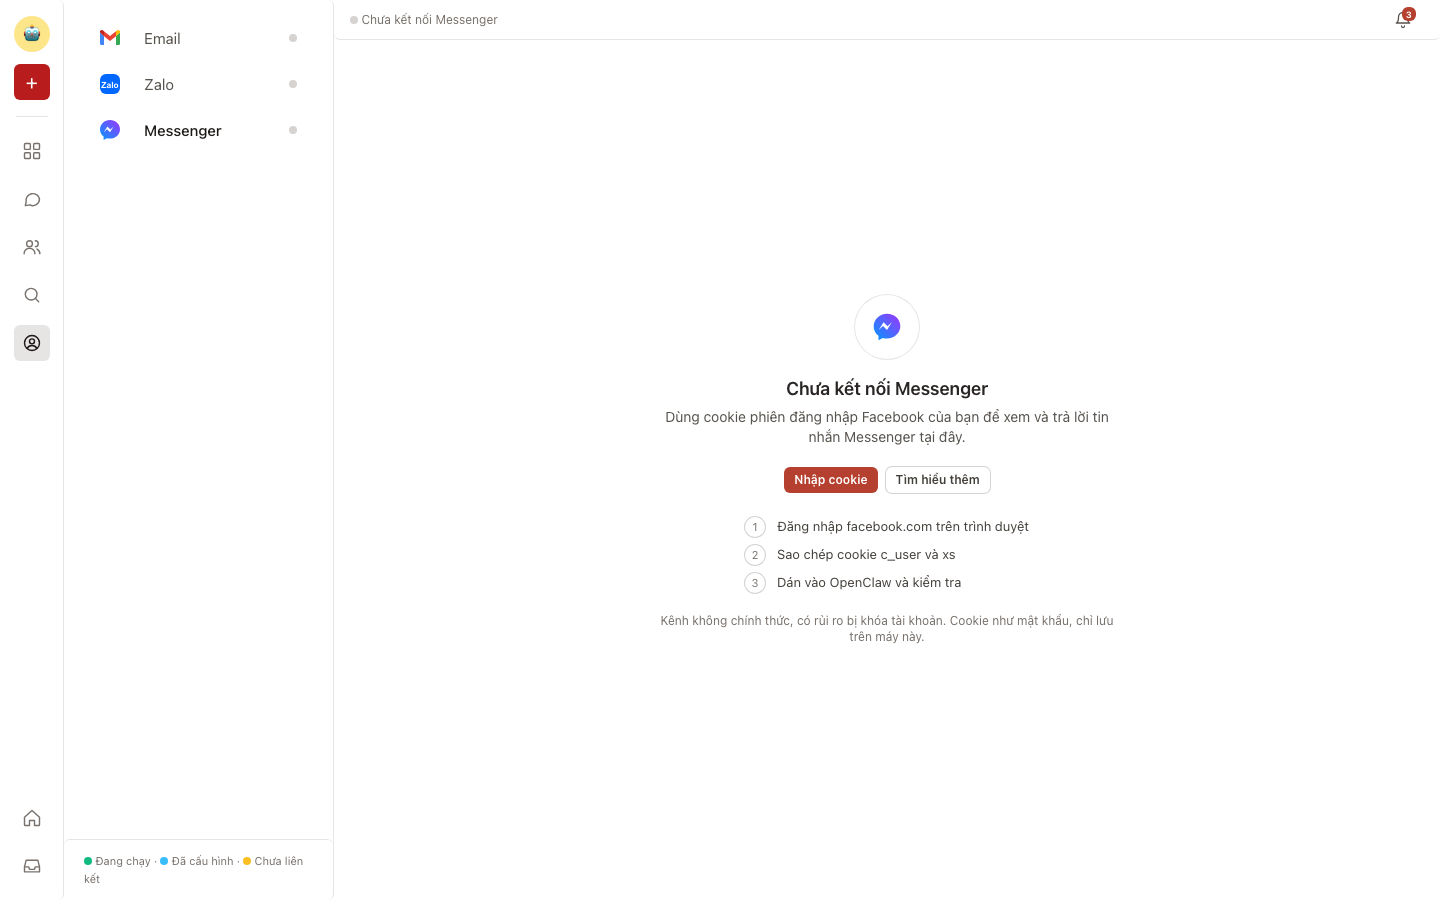 Email
Zalo
Zalo
Messenger
Đang chạy · Đã cấu hình · Chưa liên
kết
Chưa kết nối Messenger
3
Chưa kết nối Messenger
Dùng cookie phiên đăng nhập Facebook của bạn để xem và trả lời tin
nhắn Messenger tại đây.
Nhập cookie
Tìm hiểu thêm
1 Đăng nhập facebook.com trên trình duyệt
2 Sao chép cookie c_user và xs
3 Dán vào OpenClaw và kiểm tra
Kênh không chính thức, có rủi ro bị khóa tài khoản. Cookie như mật khẩu, chỉ lưu
trên máy này.